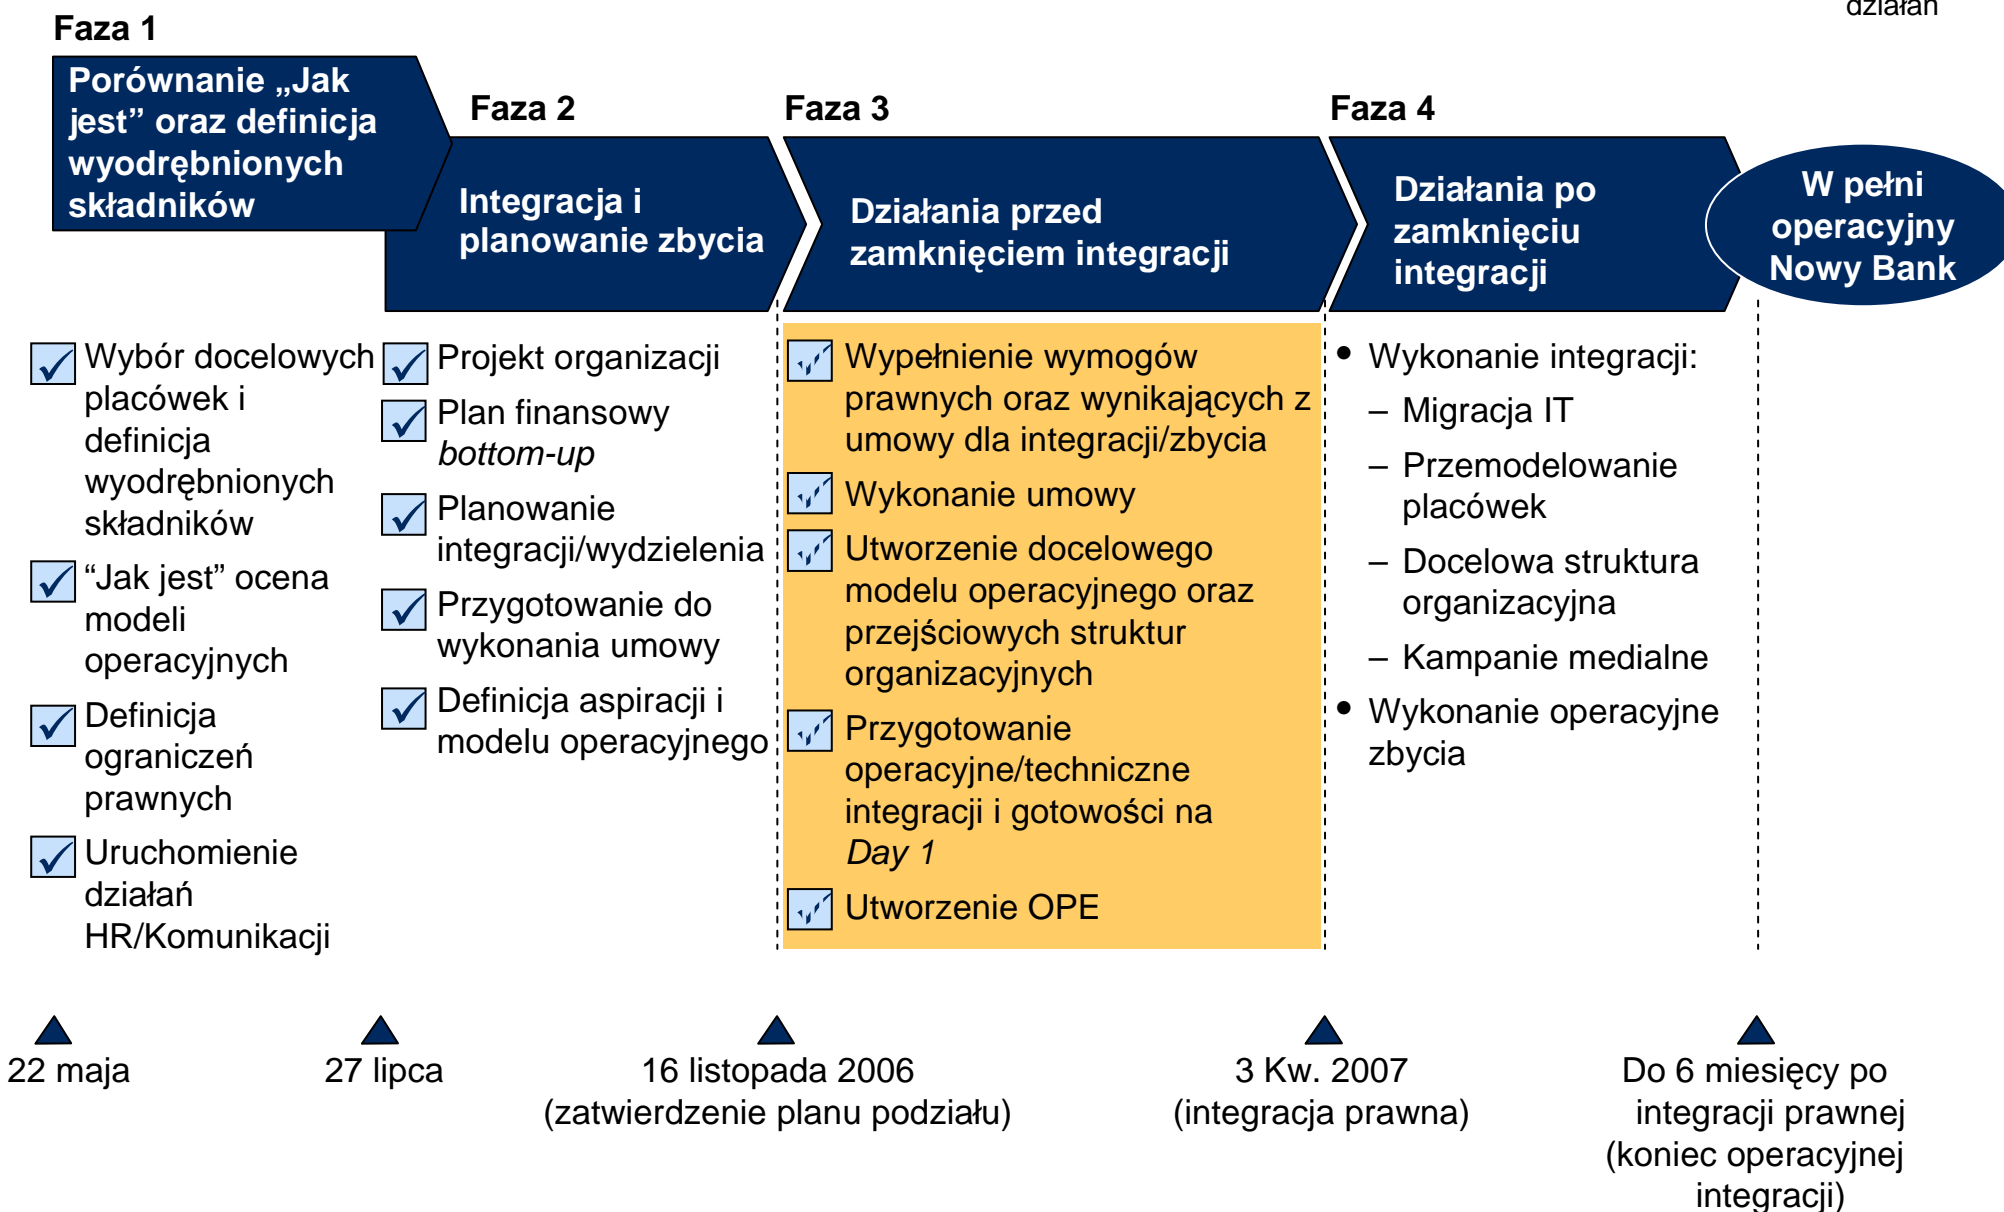 działań
Faza 1
Porównanie „Jak
jest” oraz definicja
wyodrębnionych
składników
Faza 2
Integracja i
planowanie zbycia
Faza 3
Działania przed
zamknięciem integracji
Faza 4
Działania po
zamknięciu
integracji
W pełni
operacyjny
Nowy Bank
Wybór docelowych
placówek i
definicja
wyodrębnionych
składników
“Jak jest” ocena
modeli
operacyjnych
Definicja
ograniczeń
prawnych
Uruchomienie
działań
HR/Komunikacji
Projekt organizacji
Plan finansowy
bottom-up
Planowanie
integracji/wydzielenia
Przygotowanie do
wykonania umowy
Definicja aspiracji i
modelu operacyjnego
Wypełnienie wymogów
prawnych oraz wynikających z
umowy dla integracji/zbycia
Wykonanie umowy
Utworzenie docelowego
modelu operacyjnego oraz
przejściowych struktur
organizacyjnych
Przygotowanie
operacyjne/techniczne
integracji i gotowości na
Day 1
Utworzenie OPE
• Wykonanie integracji:
– Migracja IT
– Przemodelowanie
placówek
– Docelowa struktura
organizacyjna
– Kampanie medialne
• Wykonanie operacyjne
zbycia
22 maja
27 lipca
16 listopada 2006
(zatwierdzenie planu podziału)
3 Kw. 2007
(integracja prawna)
Do 6 miesięcy po
integracji prawnej
(koniec operacyjnej
integracji)